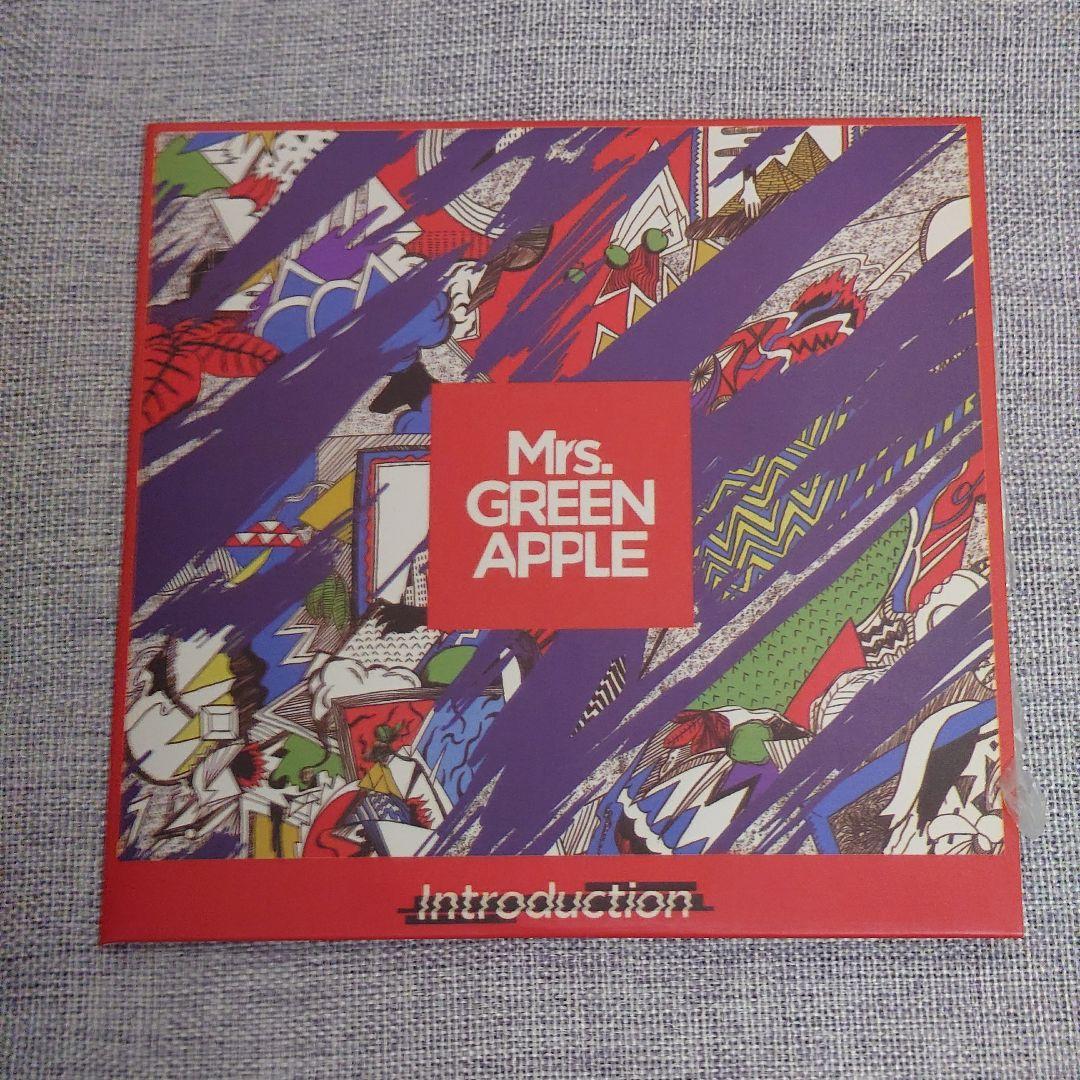 Mrs.
GREEN
APPLE
Introduction